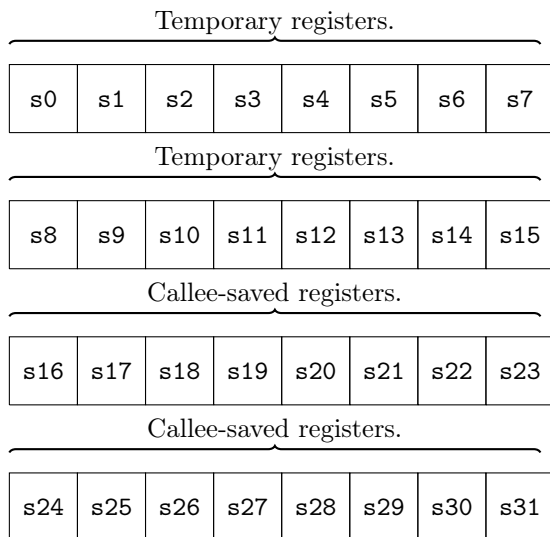 Temporary registers.
s0 s1 s2 s3 s4 s5 s6 s7
Temporary registers.
s8 s9 s10 s11 s12 s13 s14 s15
Callee-saved registers.
s16 s17 s18 s19 s20 s21 s22 s23
Callee-saved registers.
s24 s25 s26 s27 s28 s29 s30 s31